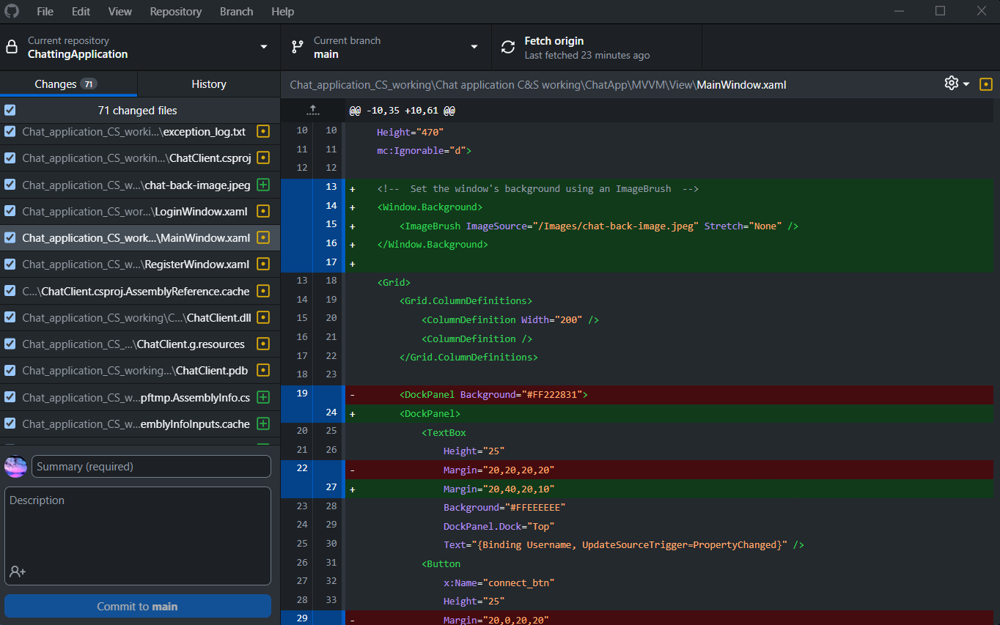 File Edit View Repository Branch Help
Current repository
ChattingApplication
Current branch
main
Fetch origin
Last fetched 23 minutes ago
Changes 71 History
71 changed files
Chat_application_CS_worki...\exception_log.txt
Chat_application_CS_workin...\ChatClient.csproj
Chat_application_CS_w...\chat-back-image.jpeg
Chat_application_CS_wor...\LoginWindow.xaml
Chat_application_CS_work...\MainWindow.xaml
Chat_application_CS_w...\RegisterWindow.xaml
C...\ChatClient.csproj.AssemblyReference.cache
Chat_application_CS_working\C...\ChatClient.dll
Chat_application_CS_...\ChatClient.g.resources
Chat_application_CS_working...\ChatClient.pdb
Chat_application_CS_w...pftmp.AssemblyInfo.cs
Chat_application_CS_w...emblyInfoInputs.cache
Summary (required)
Description
Commit to main
Chat_application_CS_working\Chat application C&S working\ChatApp\MVVM\View\MainWindow.xaml
@@ -10,35 +10,61 @@
10 10 Height="470"
11 11 mc:Ignorable="d">
12 12
13 + <!--  Set the window's background using an ImageBrush  -->
14 + <Window.Background>
15 + <ImageBrush ImageSource="/Images/chat-back-image.jpeg" Stretch="None" />
16 + </Window.Background>
17 +
13 18 <Grid>
14 19 <Grid.ColumnDefinitions>
15 20 <ColumnDefinition Width="200" />
16 21 <ColumnDefinition />
17 22 </Grid.ColumnDefinitions>
18 23
19 - <DockPanel Background="#FF222831">
24 + <DockPanel>
20 25 <TextBox
21 26 Height="25"
22 - Margin="20,20,20,20"
27 + Margin="20,40,20,10"
23 28 Background="#FFEEEEEE"
24 29 DockPanel.Dock="Top"
25 30 Text="{Binding Username, UpdateSourceTrigger=PropertyChanged}" />
26 31 <Button
27 32 x:Name="connect_btn"
28 33 Height="25"
29 - Margin="20,0,20,20"